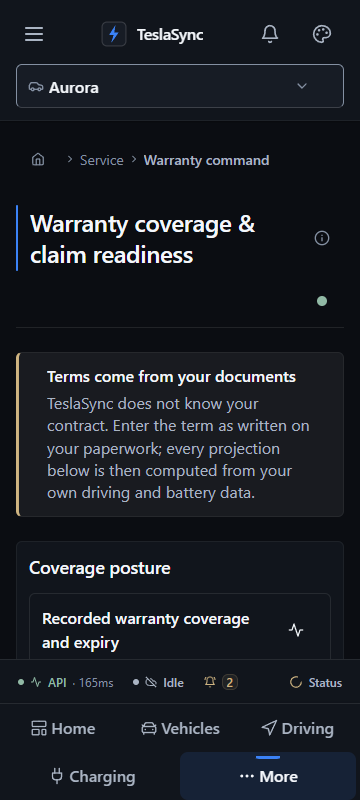 TeslaSync
Aurora
Service
Warranty command
Warranty coverage &
claim readiness
Terms come from your documents
TeslaSync does not know your
contract. Enter the term as written on
your paperwork; every projection
below is then computed from your
own driving and battery data.
Coverage posture
Recorded warranty coverage
and expiry
API · 165ms
Idle
2
Status
Home
Vehicles
Driving
Charging
More